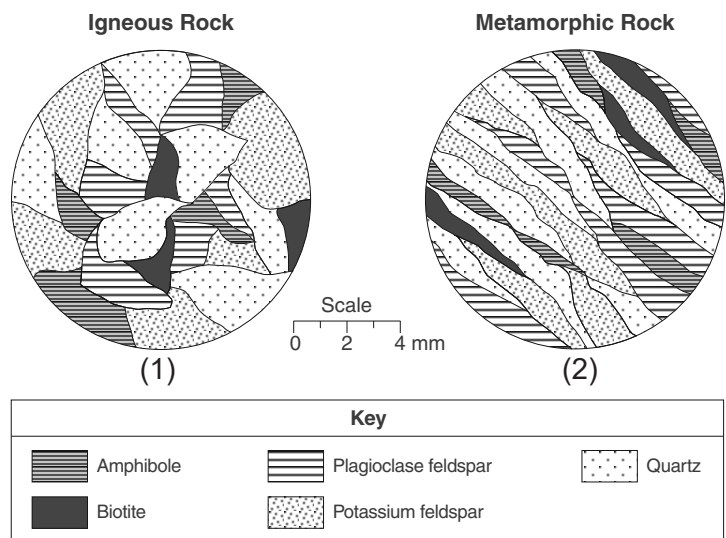 Igneous Rock
Metamorphic Rock
Scale
0 2 4 mm
(1)
(2)
Key
Amphibole
Plagioclase feldspar
Quartz
Biotite
Potassium feldspar